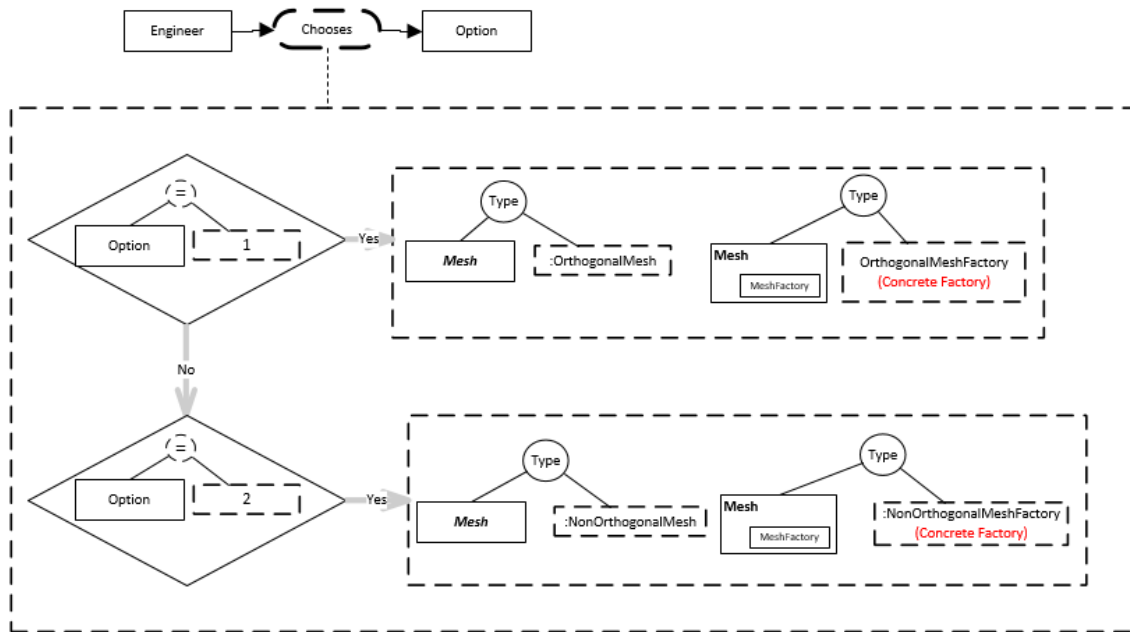 Engineer
Chooses
Option
=
Option
1
Yes
Type
Mesh
:OrthogonalMesh
Type
Mesh
MeshFactory
OrthogonalMeshFactory
(Concrete Factory)
No
=
Option
2
Yes
Type
Mesh
:NonOrthogonalMesh
Type
Mesh
MeshFactory
:NonOrthogonalMeshFactory
(Concrete Factory)